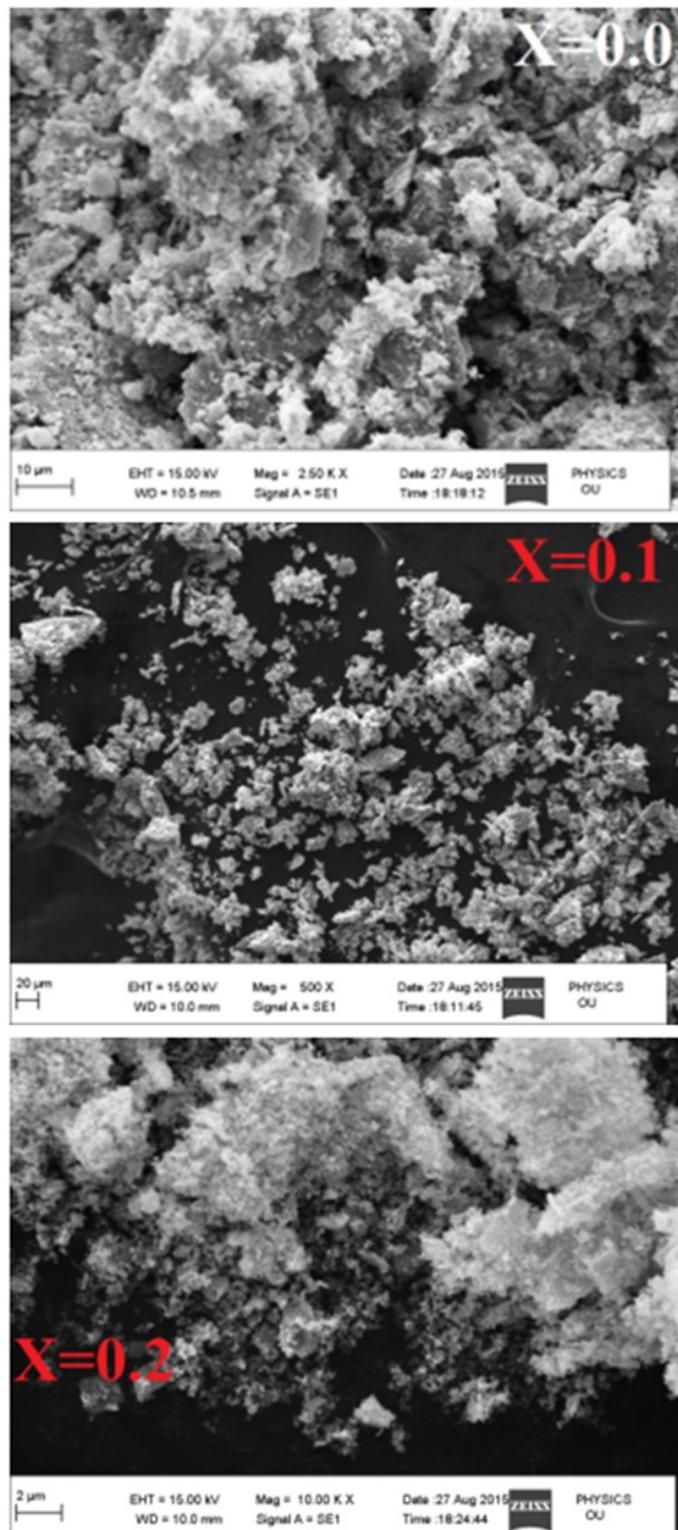 X=0.0
10 µm
EHT = 15.00 kV
Mag = 2.50 K X
Date :27 Aug 2015
ZEISS
PHYSICS
WD = 10.5 mm
Signal A = SE1
Time :18:18:12
OU
X=0.1
20 µm
EHT = 15.00 kV
Mag = 500 X
Date :27 Aug 2015
ZEISS
PHYSICS
WD = 10.0 mm
Signal A = SE1
Time :18:11:45
OU
X=0.2
2 µm
EHT = 15.00 kV
Mag = 10.00 K X
Date :27 Aug 2015
ZEISS
PHYSICS
WD = 10.0 mm
Signal A = SE1
Time :18:24:44
OU